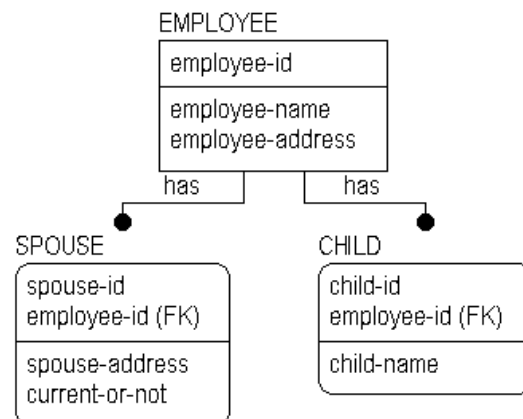 EMPLOYEE
employee-id
employee-name
employee-address
has
has
SPOUSE
spouse-id
employee-id (FK)
spouse-address
current-or-not
CHILD
child-id
employee-id (FK)
child-name